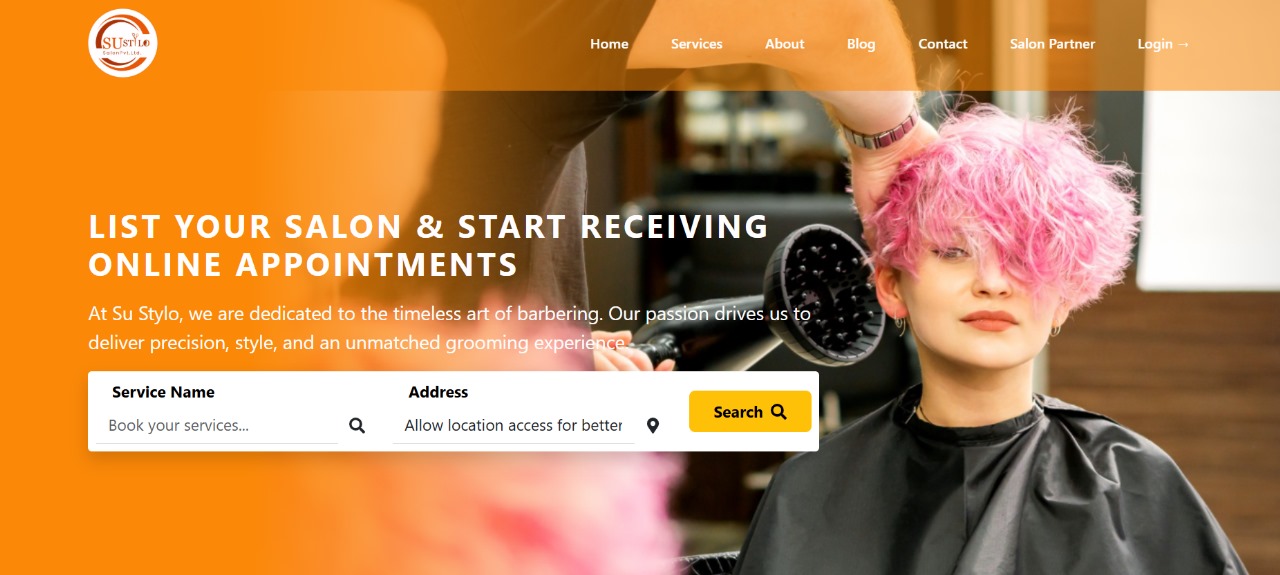 SUSTYLO
Salon Pvt. Ltd.
Home Services About Blog Contact Salon Partner Login →
LIST YOUR SALON & START RECEIVING
ONLINE APPOINTMENTS
At Su Stylo, we are dedicated to the timeless art of barbering. Our passion drives us to
deliver precision, style, and an unmatched grooming experience.
Service Name Address
Book your services... Allow location access for better
Search